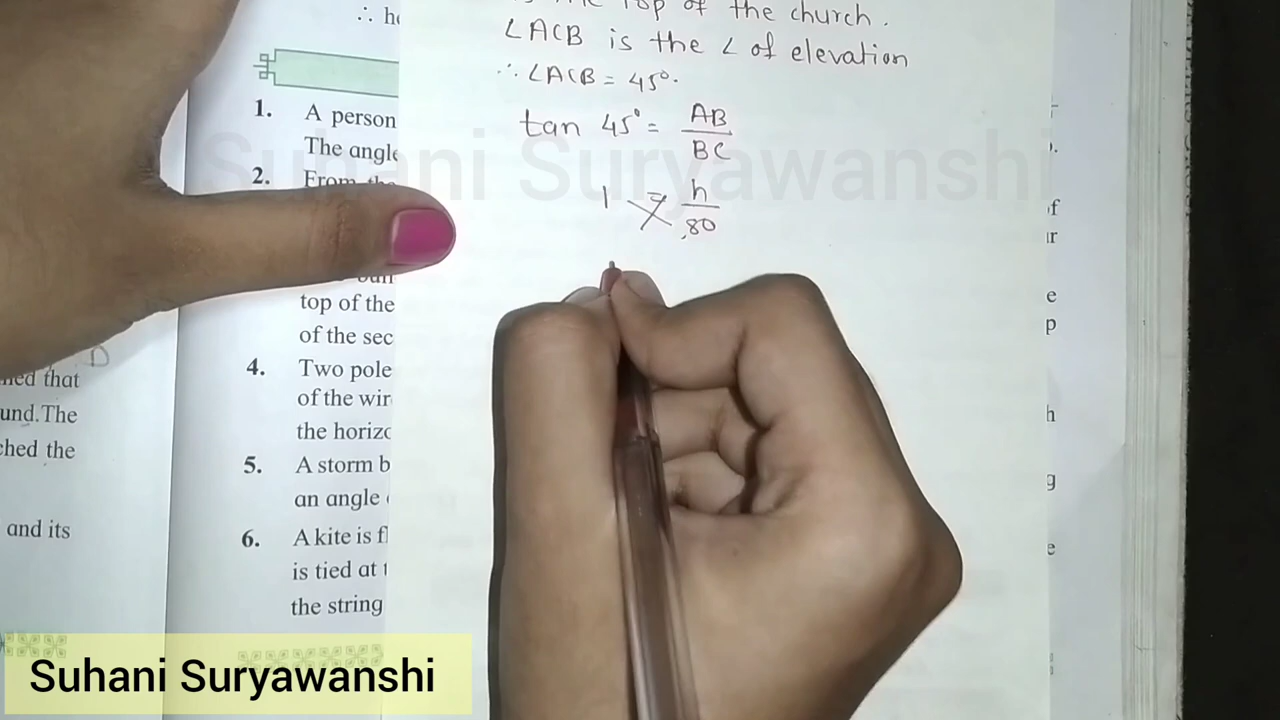 ∴ h
Top of the church.
∠ACB is the ∠ of elevation
∴ ∠ACB = 45°.
tan 45° = AB
BC
1 = h
80
1. A person
The angle
2. From the
top of the
of the sec
4. Two pole
of the wir
the horizo
5. A storm b
an angle
6. A kite is fl
is tied at t
the string
D
that
und.The
the
and its
Suhani Suryawanshi
Suhani Suryawanshi